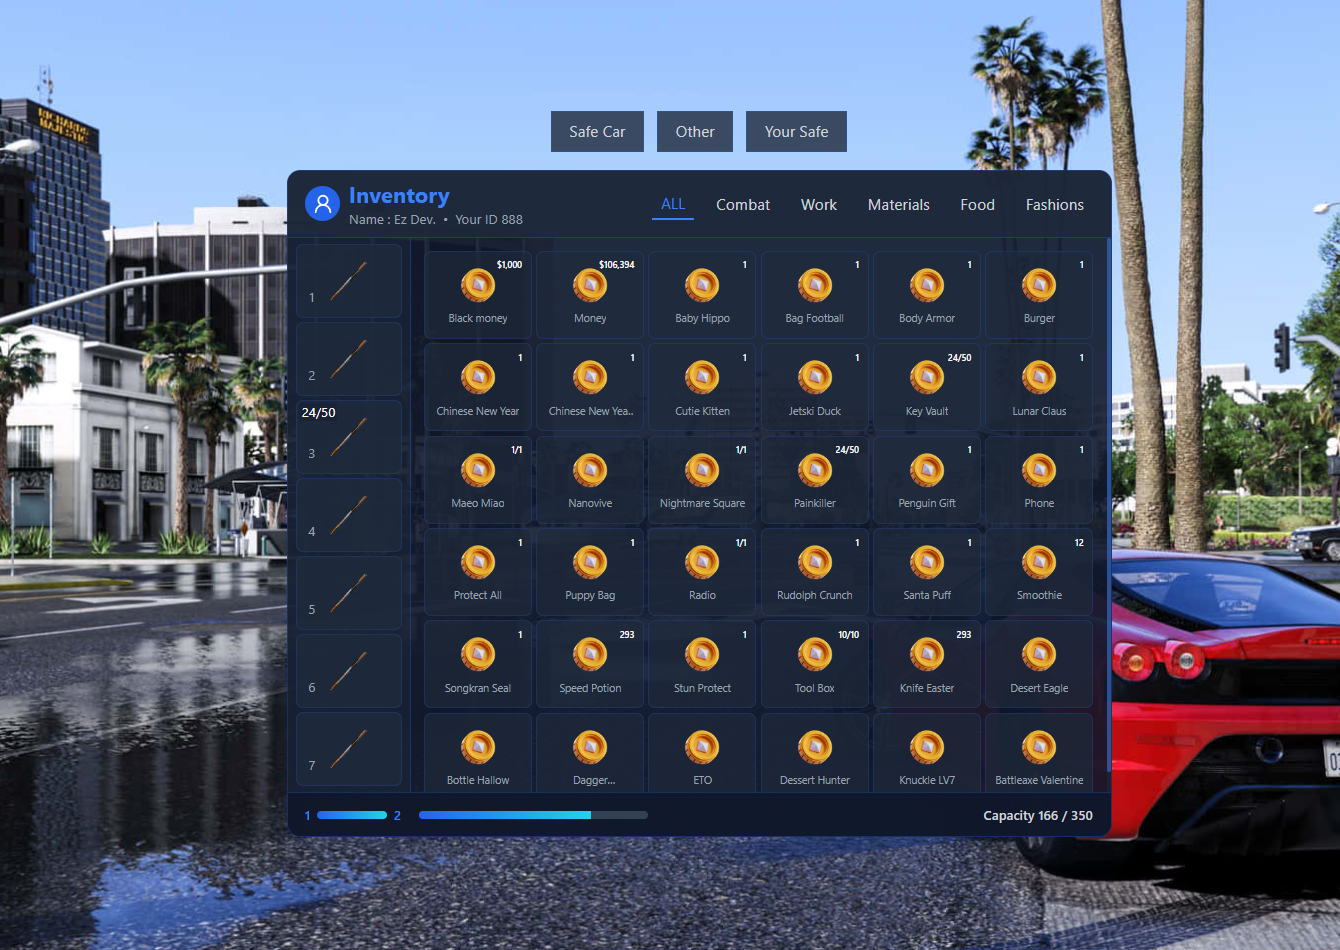 RICHARDS
MAJESTIC
Safe Car
Other
Your Safe
Inventory
Name : Ez Dev. • Your ID 888
ALL
Combat
Work
Materials
Food
Fashions
1
2
24/50
3
4
5
6
7
$1,000
Black money
$106,394
Money
1
Baby Hippo
1
Bag Football
1
Body Armor
1
Burger
1
Chinese New Year
1
Chinese New Yea..
1
Cutie Kitten
1
Jetski Duck
24/50
Key Vault
1
Lunar Claus
1/1
Maeo Miao
Nanovive
1/1
Nightmare Square
24/50
Painkiller
1
Penguin Gift
1
Phone
1
Protect All
1
Puppy Bag
1/1
Radio
1
Rudolph Crunch
1
Santa Puff
12
Smoothie
1
Songkran Seal
293
Speed Potion
1
Stun Protect
10/10
Tool Box
293
Knife Easter
Desert Eagle
Bottle Hallow
Dagger...
ETO
Dessert Hunter
Knuckle LV7
Battleaxe Valentine
1
2
Capacity 166 / 350